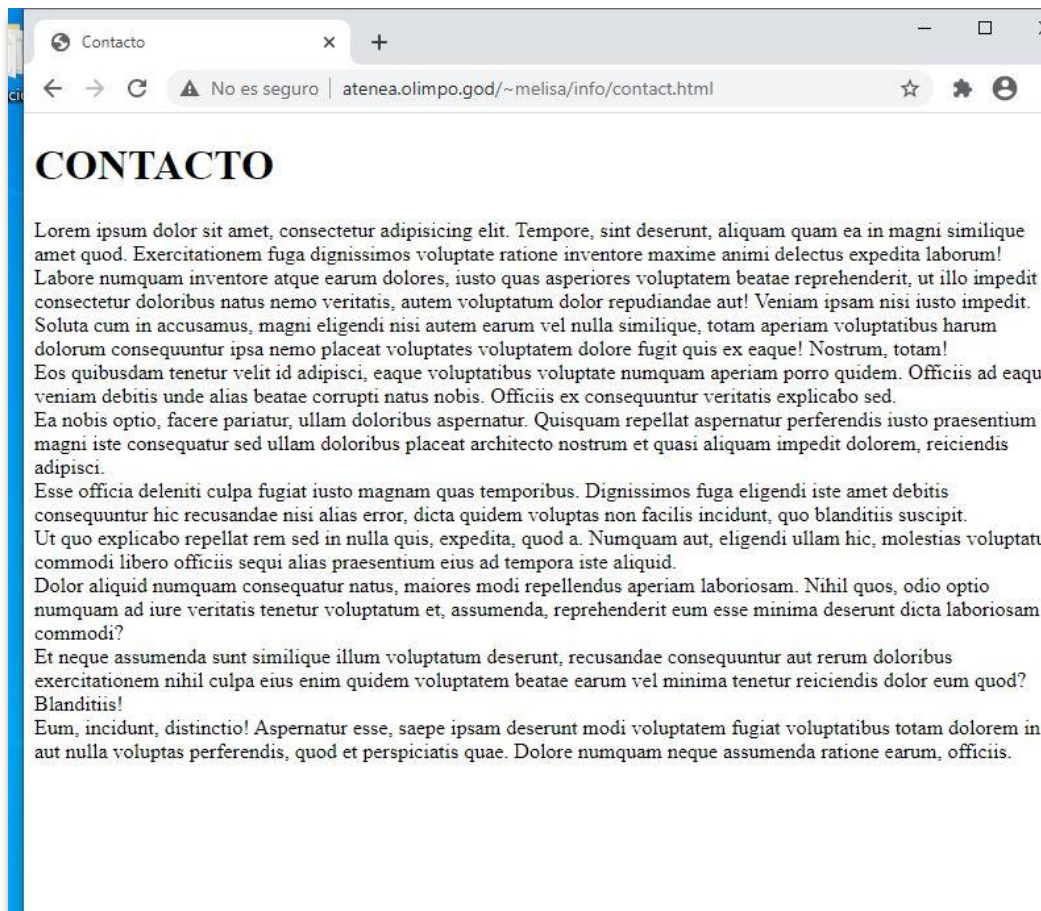 Contacto
No es seguro | atenea.olimpo.god/~melisa/info/contact.html
CONTACTO
Lorem ipsum dolor sit amet, consectetur adipisicing elit. Tempore, sint deserunt, aliquam quam ea in magni similique
amet quod. Exercitationem fuga dignissimos voluptate ratione inventore maxime animi delectus expedita laborum!
Labore numquam inventore atque earum dolores, iusto quas asperiores voluptatem beatae reprehenderit, ut illo impedit
consectetur doloribus natus nemo veritatis, autem voluptatum dolor repudiandae aut! Veniam ipsam nisi iusto impedit.
Soluta cum in accusamus, magni eligendi nisi autem earum vel nulla similique, totam aperiam voluptatibus harum
dolorum consequuntur ipsa nemo placeat voluptates voluptatem dolore fugit quis ex eaque! Nostrum, totam!
Eos quibusdam tenetur velit id adipisci, eaque voluptatibus voluptate numquam aperiam porro quidem. Officiis ad eaqu
veniam debitis unde alias beatae corrupti natus nobis. Officiis ex consequuntur veritatis explicabo sed.
Ea nobis optio, facere pariatur, ullam doloribus aspernatur. Quisquam repellat aspernatur perferendis iusto praesentium
magni iste consequatur sed ullam doloribus placeat architecto nostrum et quasi aliquam impedit dolorem, reiciendis
adipisci.
Esse officia deleniti culpa fugiat iusto magnam quas temporibus. Dignissimos fuga eligendi iste amet debitis
consequuntur hic recusandae nisi alias error, dicta quidem voluptas non facilis incidunt, quo blanditiis suscipit.
Ut quo explicabo repellat rem sed in nulla quis, expedita, quod a. Numquam aut, eligendi ullam hic, molestias voluptatu
commodi libero officiis sequi alias praesentium eius ad tempora iste aliquid.
Dolor aliquid numquam consequatur natus, maiores modi repellendus aperiam laboriosam. Nihil quos, odio optio
numquam ad iure veritatis tenetur voluptatum et, assumenda, reprehenderit eum esse minima deserunt dicta laboriosam
commodi?
Et neque assumenda sunt similique illum voluptatum deserunt, recusandae consequuntur aut rerum doloribus
exercitationem nihil culpa eius enim quidem voluptatem beatae earum vel minima tenetur reiciendis dolor eum quod?
Blanditiis!
Eum, incidunt, distinctio! Aspernatur esse, saepe ipsam deserunt modi voluptatem fugiat voluptatibus totam dolorem in
aut nulla voluptas perferendis, quod et perspiciatis quae. Dolore numquam neque assumenda ratione earum, officiis.